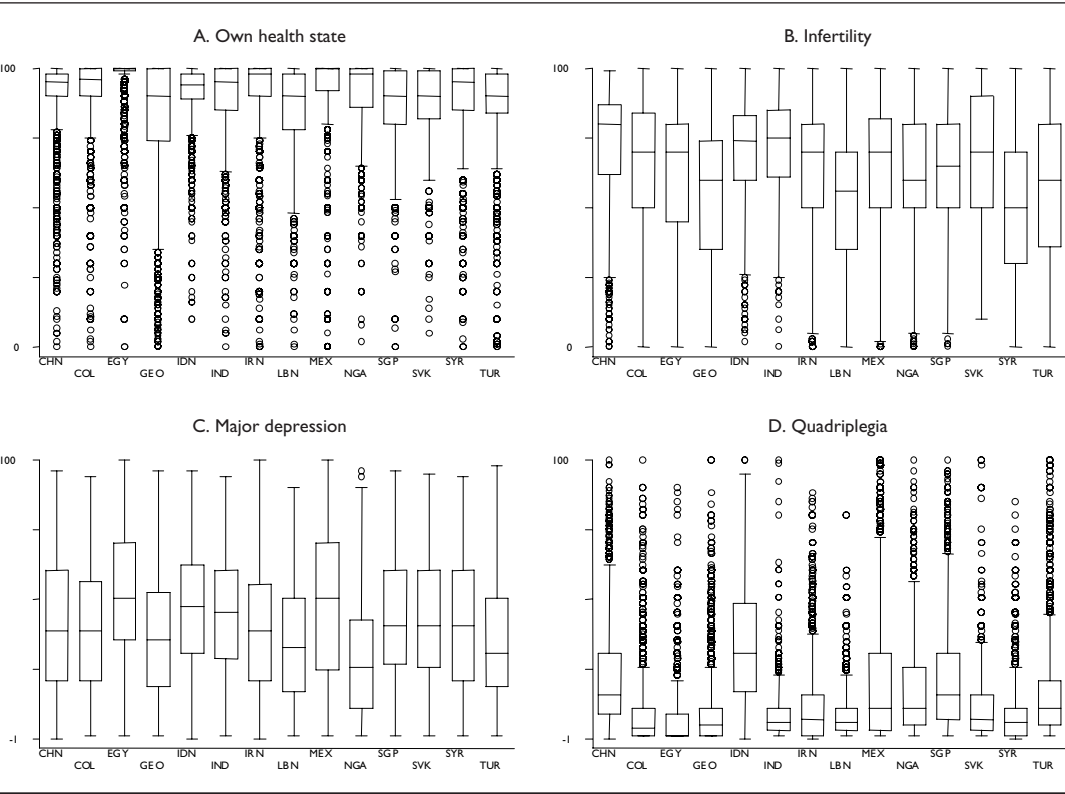 A. Own health state
100
0
CHN EGY IDN IRN MEX SGP SYR
COL GEO IND LBN NGA SVK TUR
B. Infertility
100
0
CHN EGY IDN IRN MEX SGP SYR
COL GEO IND LBN NGA SVK TUR
C. Major depression
100
-1
CHN EGY IDN IRN MEX SGP SYR
COL GEO IND LBN NGA SVK TUR
D. Quadriplegia
100
-1
CHN EGY IDN IRN MEX SGP SYR
COL GEO IND LBN NGA SVK TUR